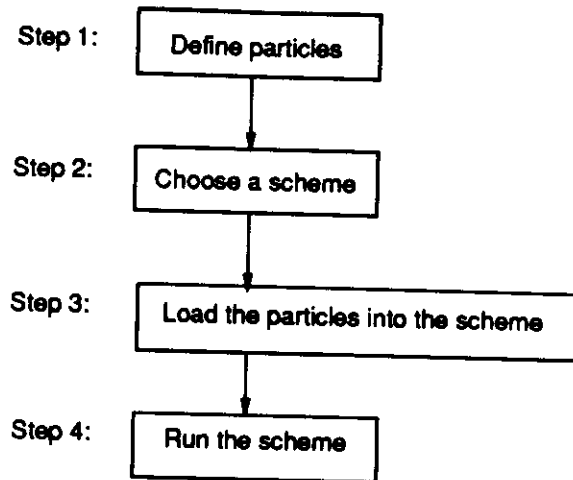 Step 1:
Define particles
Step 2:
Choose a scheme
Step 3:
Load the particles into the scheme
Step 4:
Run the scheme